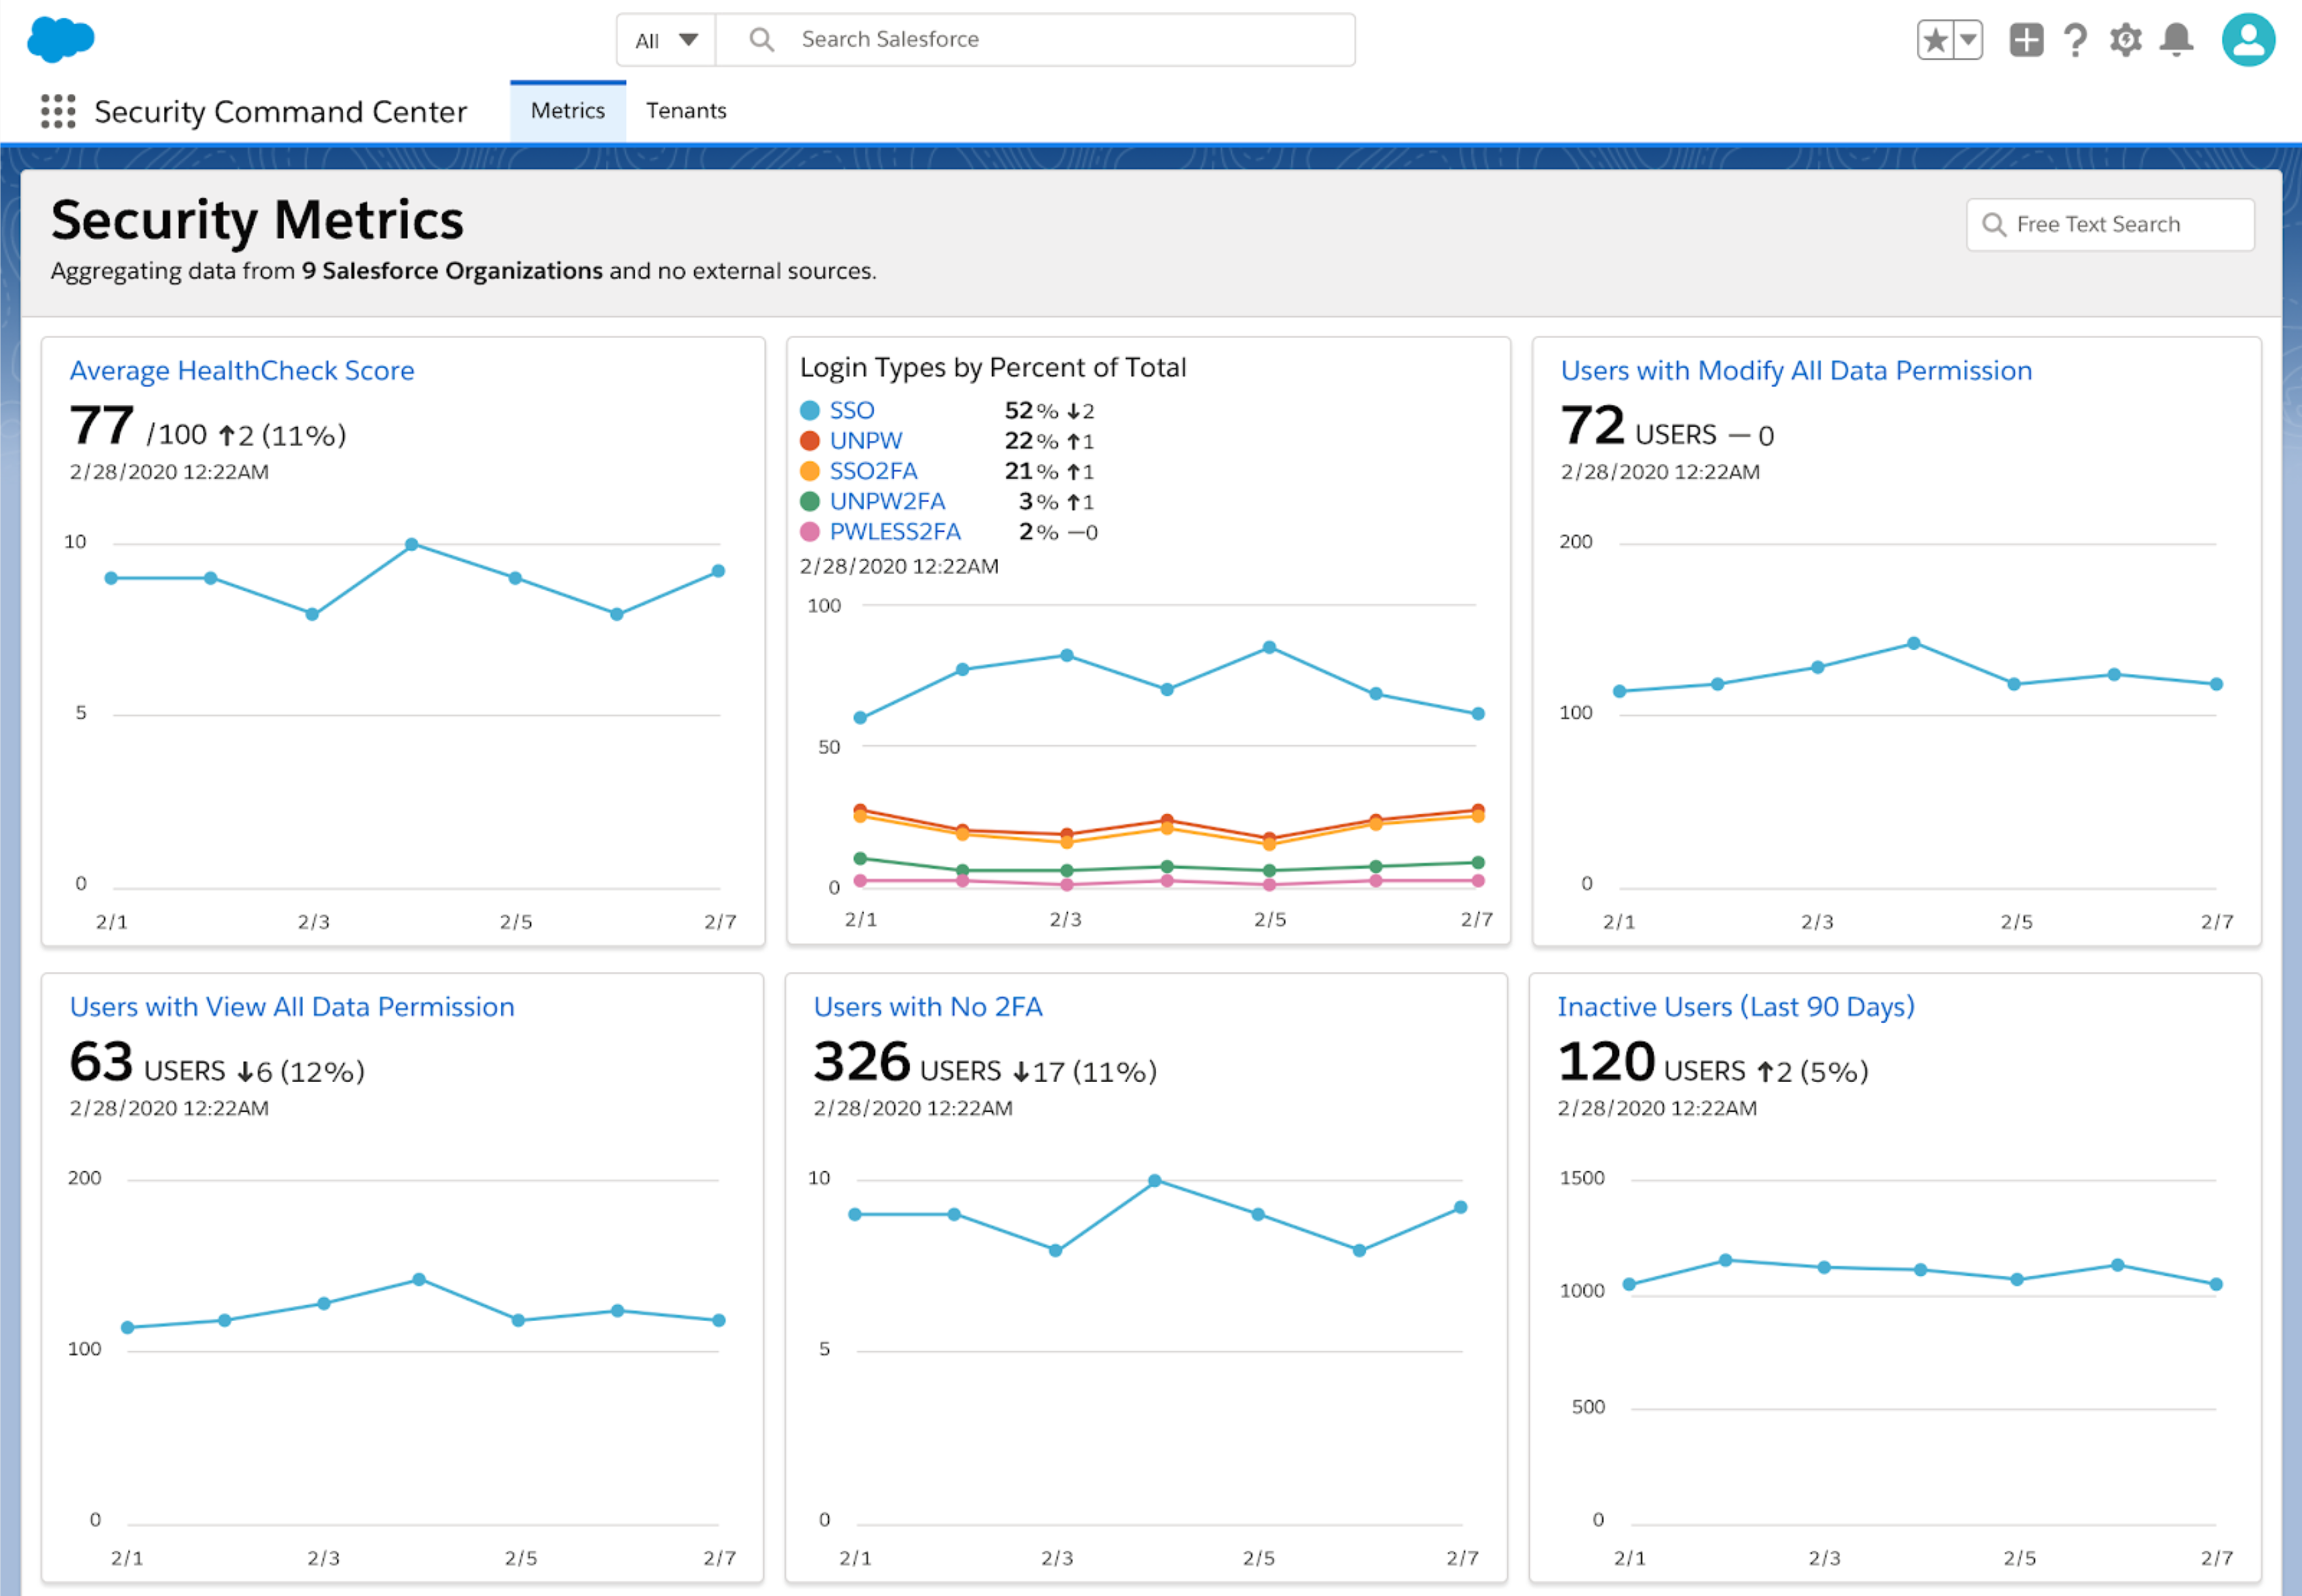 All
Search Salesforce
Security Command Center
Metrics
Tenants
Security Metrics
Free Text Search
Aggregating data from 9 Salesforce Organizations and no external sources.
Average HealthCheck Score
77 /100 ↑2 (11%)
2/28/2020 12:22AM
10
5
0
2/1 2/3 2/5 2/7
Login Types by Percent of Total
SSO 52% ↓2
UNPW 22% ↑1
SSO2FA 21% ↑1
UNPW2FA 3% ↑1
PWLESS2FA 2% —0
2/28/2020 12:22AM
100
50
0
2/1 2/3 2/5 2/7
Users with Modify All Data Permission
72 USERS — 0
2/28/2020 12:22AM
200
100
0
2/1 2/3 2/5 2/7
Users with View All Data Permission
63 USERS ↓6 (12%)
2/28/2020 12:22AM
200
100
0
2/1 2/3 2/5 2/7
Users with No 2FA
326 USERS ↓17 (11%)
2/28/2020 12:22AM
10
5
0
2/1 2/3 2/5 2/7
Inactive Users (Last 90 Days)
120 USERS ↑2 (5%)
2/28/2020 12:22AM
1500
1000
500
0
2/1 2/3 2/5 2/7